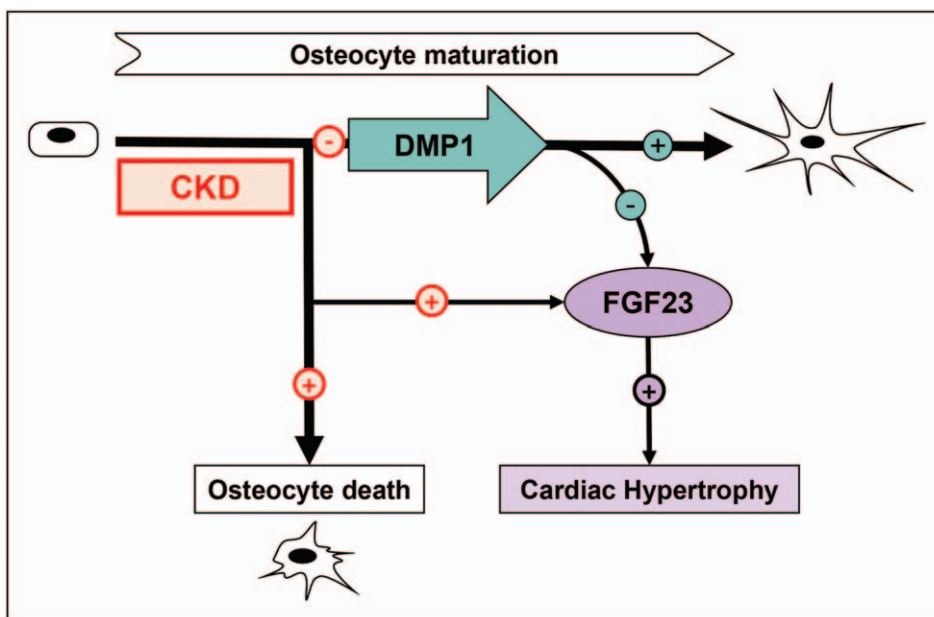 Osteocyte maturation
-
DMP1
+
CKD
-
+
FGF23
+
+
Osteocyte death
Cardiac Hypertrophy